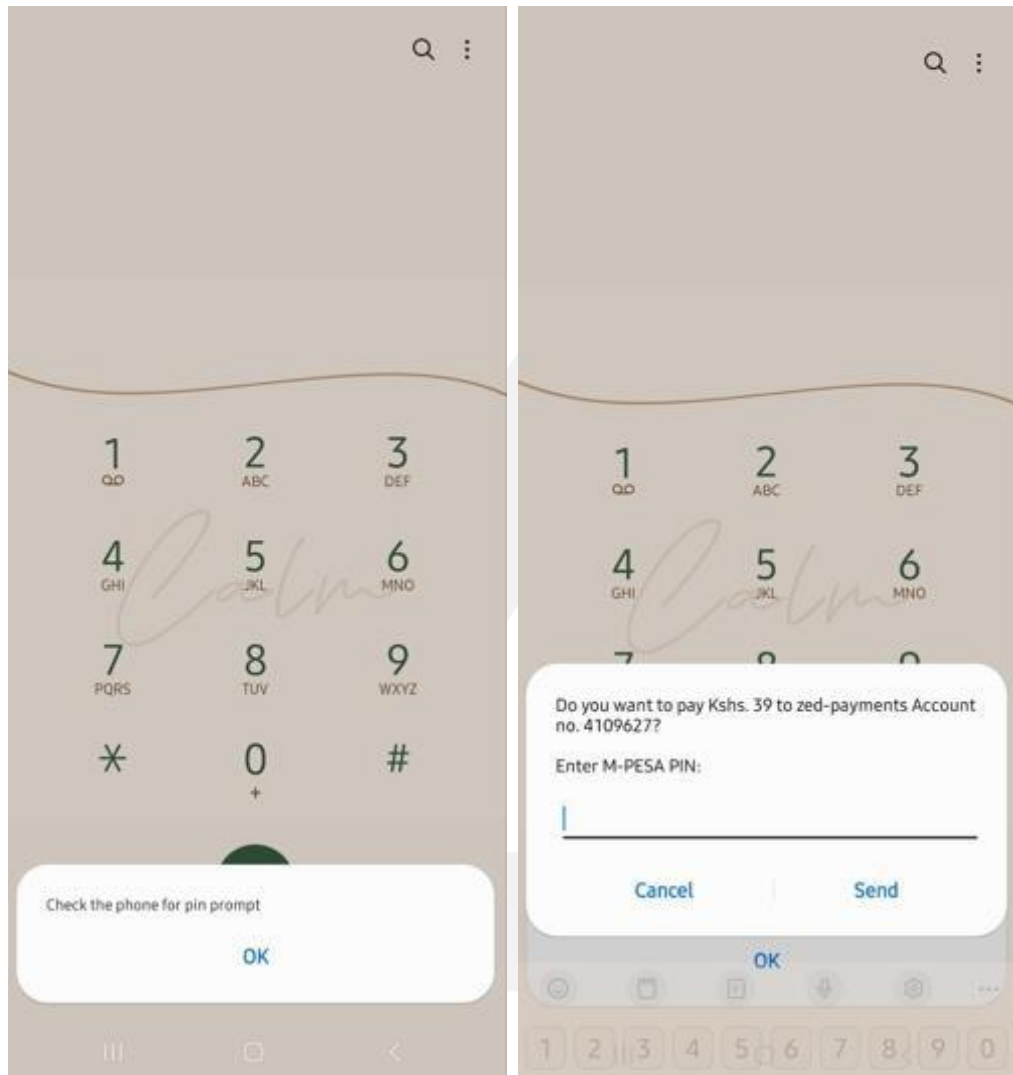 1
2
ABC
3
DEF
4
GHI
5
JKL
6
MNO
Calm
7
PQRS
8
TUV
9
WXYZ
*
0
+
#
Check the phone for pin prompt
OK
1
2
ABC
3
DEF
4
GHI
5
JKL
6
MNO
Calm
Do you want to pay Kshs. 39 to zed-payments Account
no. 4109627?
Enter M-PESA PIN:
Cancel
Send
OK
1 2 3 4 5 6 7 8 9 0